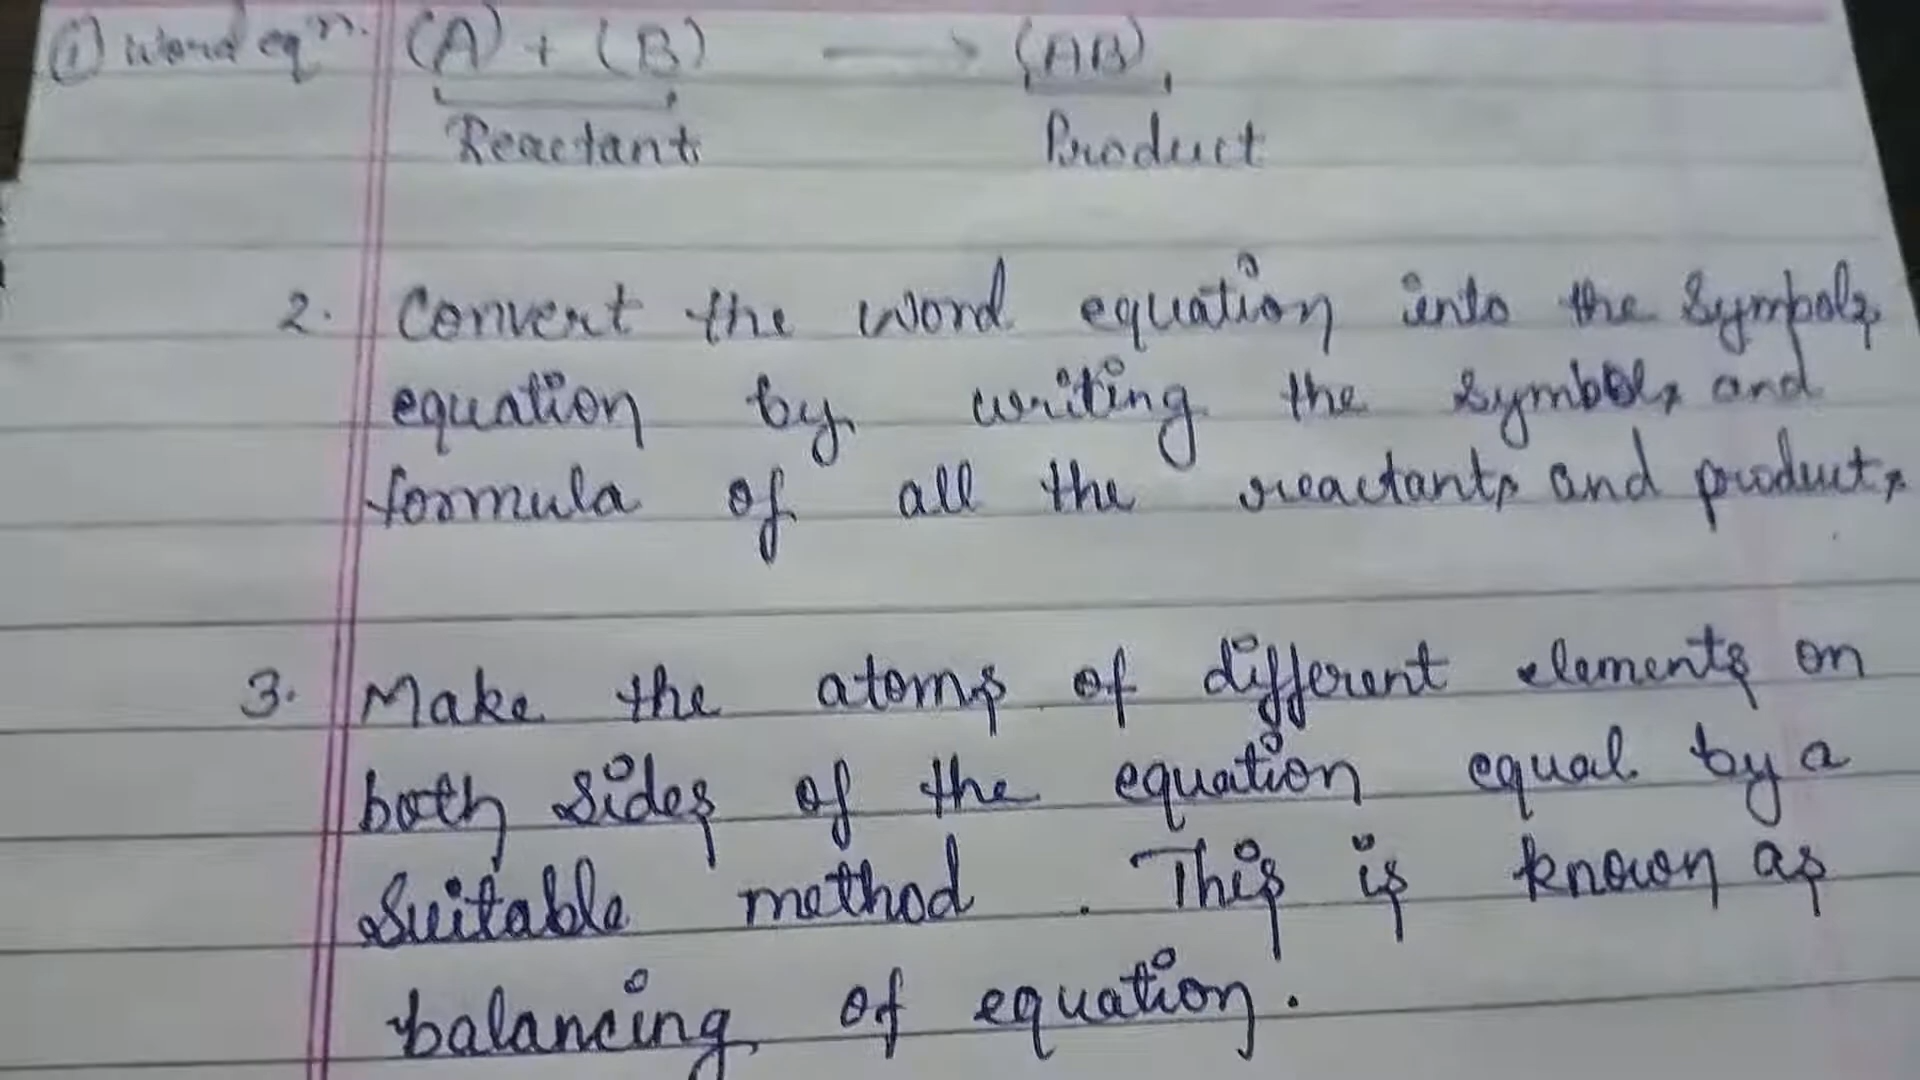 (i) word eqn. (A) + (B) → (AB)
Reactants Product
2. Convert the word equation into the symbols
equation by writing the symbols and
formula of all the reactants and products
3. Make the atoms of different elements on
both sides of the equation equal by a
suitable method. This is known as
balancing of equation.